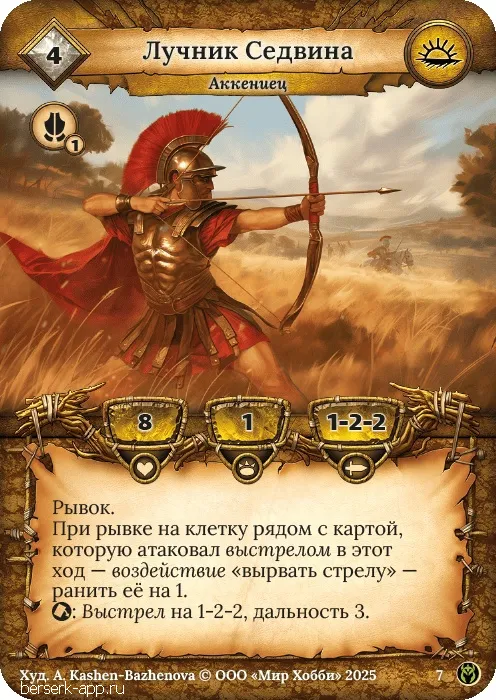 4
Лучник Седвина
Аккениец
1
8
1
1-2-2
Рывок.
При рывке на клетку рядом с картой,
которую атаковал выстрелом в этот
ход — воздействие «вырвать стрелу» —
ранить её на 1.
: Выстрел на 1-2-2, дальность 3.
Худ. A. Kashen-Bazhenova © ООО «Мир Хобби» 2025
7
berserk-app.ru